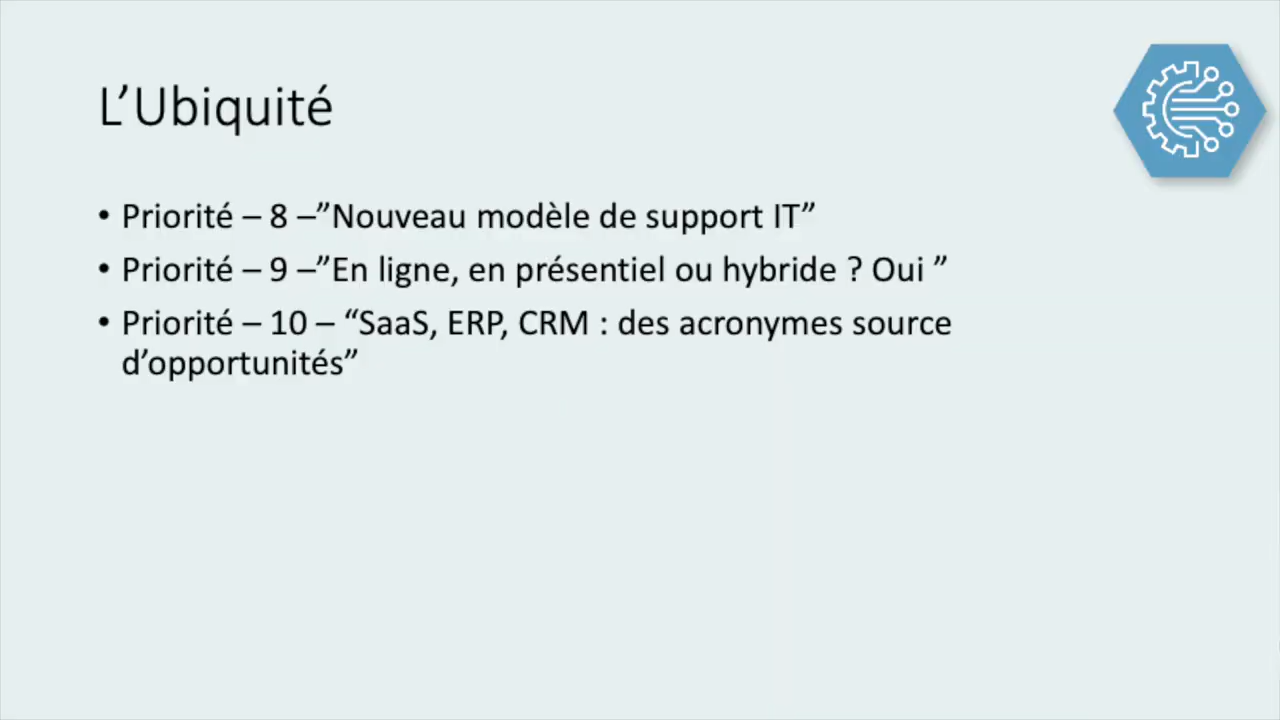 L’Ubiquité
• Priorité – 8 –”Nouveau modèle de support IT”
• Priorité – 9 –”En ligne, en présentiel ou hybride ? Oui ”
• Priorité – 10 – “SaaS, ERP, CRM : des acronymes source
d’opportunités”